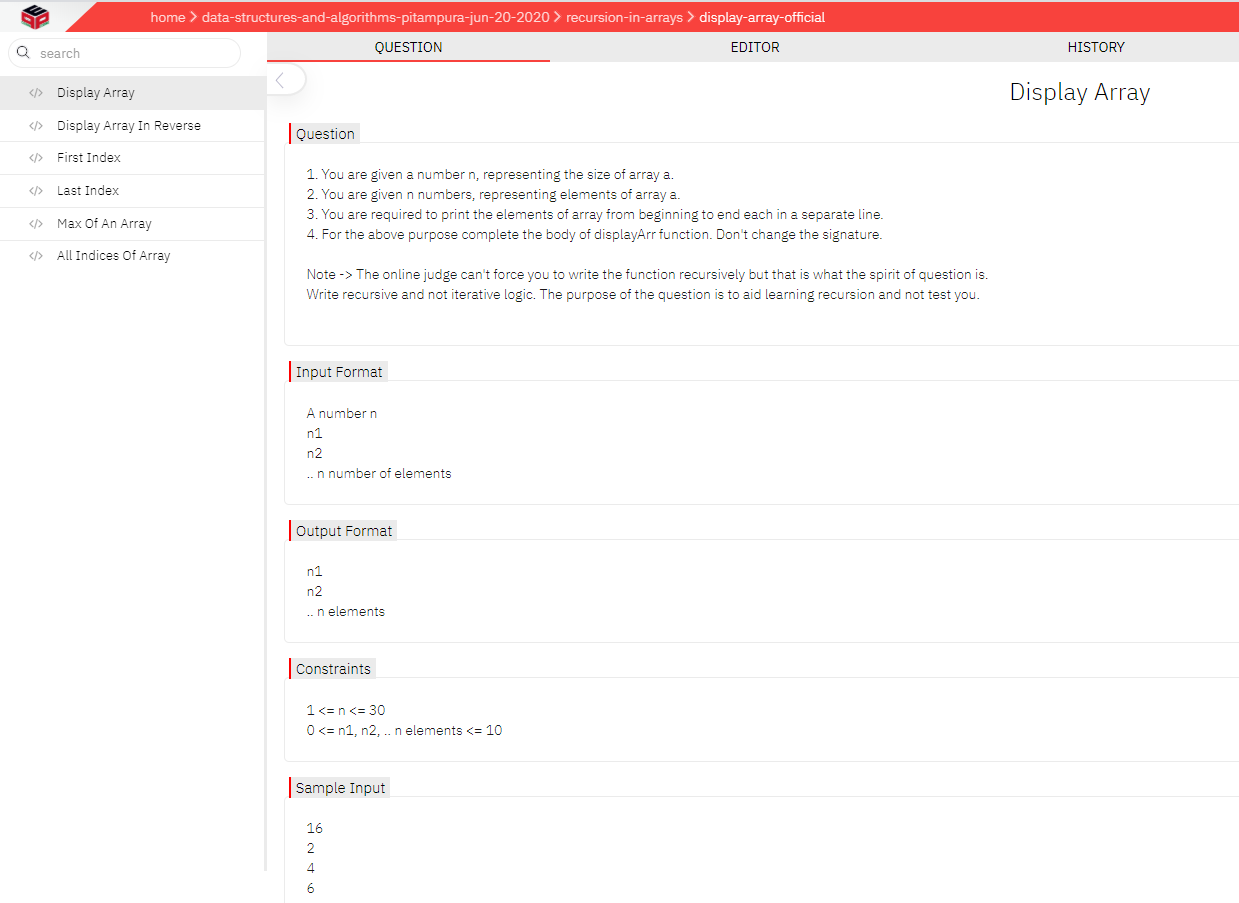 home > data-structures-and-algorithms-pitampura-jun-20-2020 > recursion-in-arrays > display-array-official
search
</> Display Array
</> Display Array In Reverse
</> First Index
</> Last Index
</> Max Of An Array
</> All Indices Of Array
QUESTION EDITOR HISTORY
Display Array
Question
1. You are given a number n, representing the size of array a.
2. You are given n numbers, representing elements of array a.
3. You are required to print the elements of array from beginning to end each in a separate line.
4. For the above purpose complete the body of displayArr function. Don't change the signature.
Note -> The online judge can't force you to write the function recursively but that is what the spirit of question is.
Write recursive and not iterative logic. The purpose of the question is to aid learning recursion and not test you.
Input Format
A number n
n1
n2
.. n number of elements
Output Format
n1
n2
.. n elements
Constraints
1 <= n <= 30
0 <= n1, n2, .. n elements <= 10
Sample Input
16
2
4
6